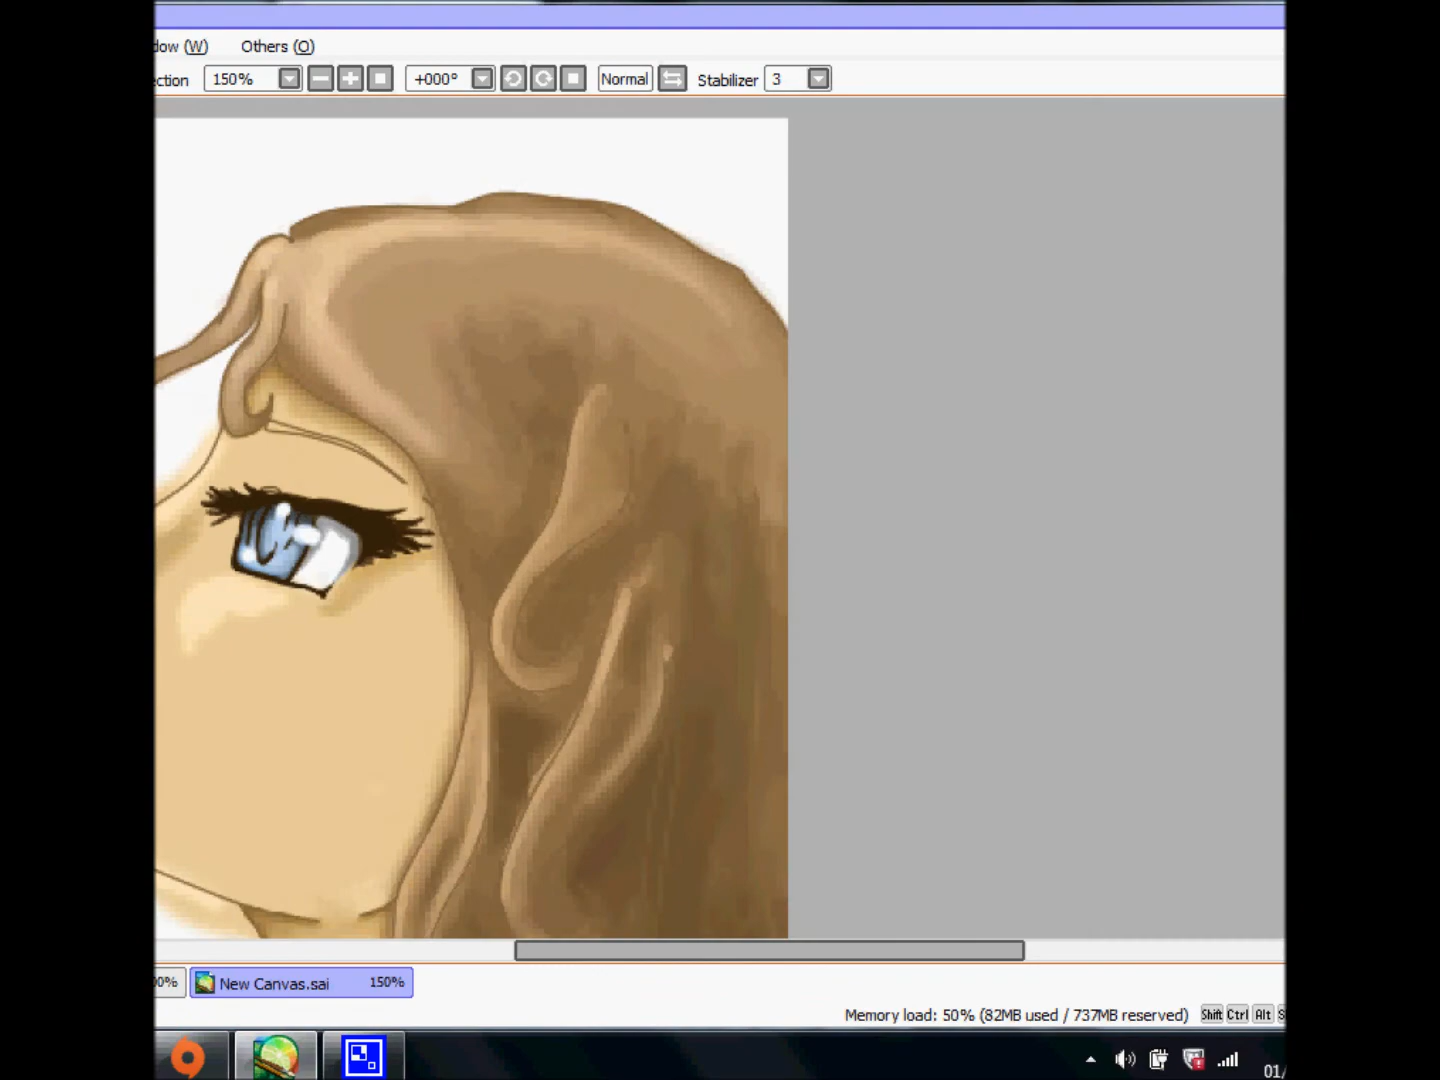 dow (W) Others (O)
ction 150% +000° Normal Stabilizer 3
0% New Canvas.sai 150%
Memory load: 50% (82MB used / 737MB reserved) Shift Ctrl Alt S
01/